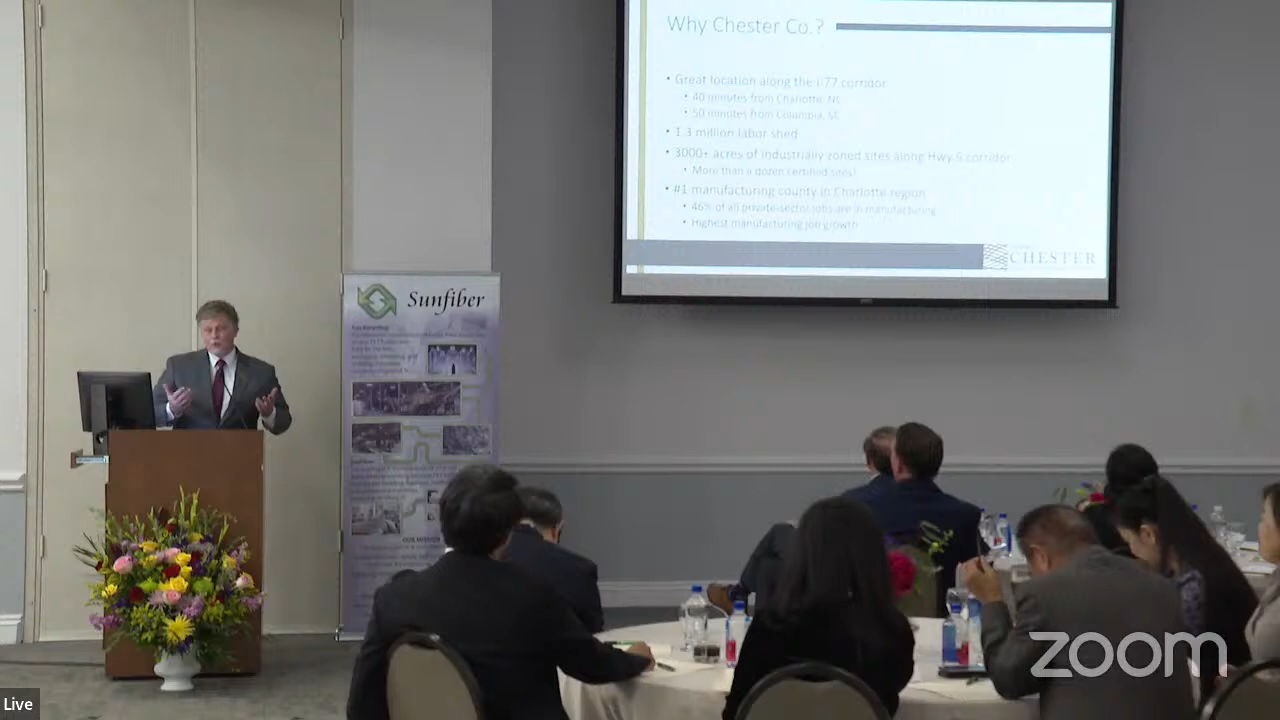 Why Chester Co.?
• Great location along the I-77 corridor
• 40 minutes from Charlotte, NC
• 50 minutes from Columbia, SC
• 1.3 million labor shed
• 3000+ acres of industrially zoned sites along Hwy 9 corridor
• More than a dozen certified sites!
• #1 manufacturing county in Charlotte region
• 46% of all private-sector jobs are in manufacturing
• Highest manufacturing job growth
CHESTER
Sunfiber
OUR MISSION
zoom
Live